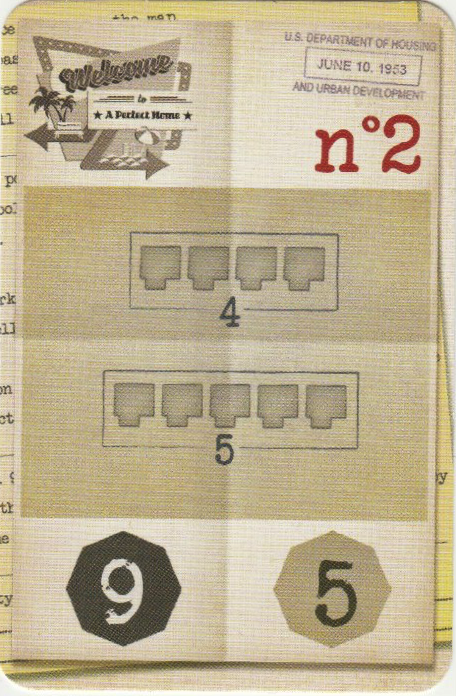 the map
Welcome
to
★ A Perfect Home ★
U.S. DEPARTMENT OF HOUSING
JUNE 10, 1953
AND URBAN DEVELOPMENT
n°2
4
5
9
5